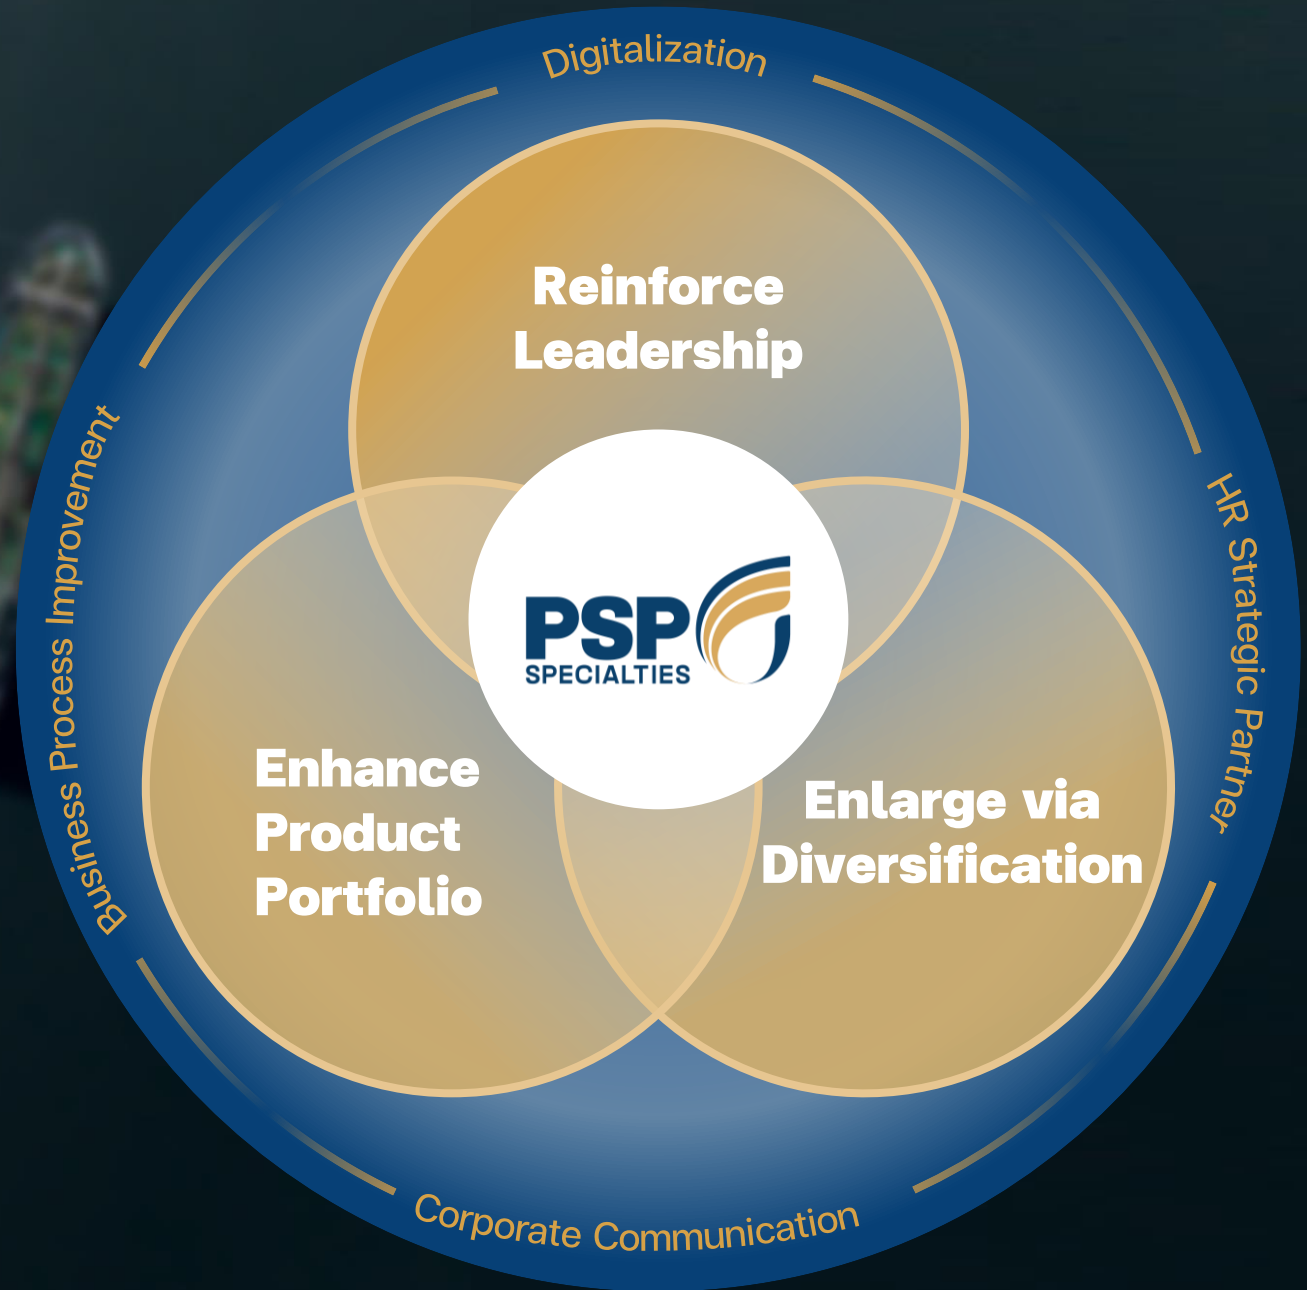 Digitalization
Reinforce
Leadership
HR Strategic Partner
Business Process Improvement
PSP
SPECIALTIES
Enhance
Product
Portfolio
Enlarge via
Diversification
Corporate Communication